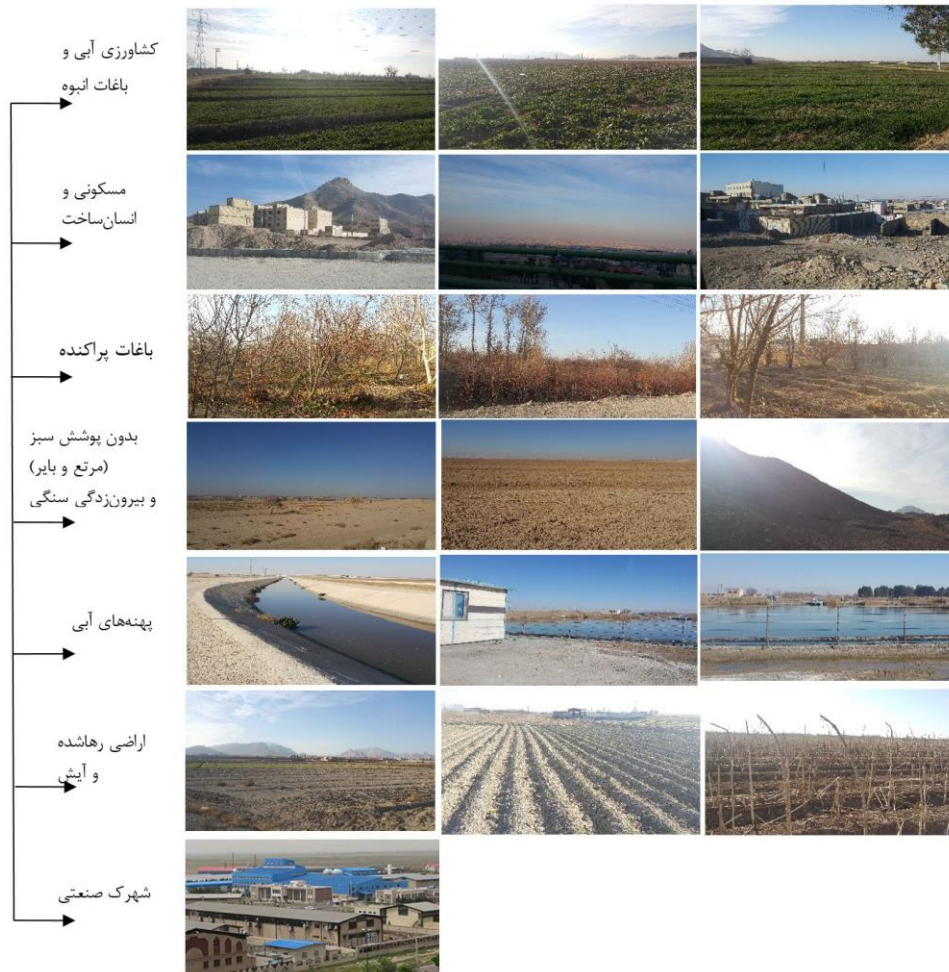 کشاورزی آبی و
باغات انبوه
مسکونی و
انسان‌ساخت
باغات پراکنده
بدون پوشش سبز
(مرتع و بایر)
و بیرون‌زدگی سنگی
پهنه‌های آبی
اراضی رهاشده
و آیش
شهرک صنعتی